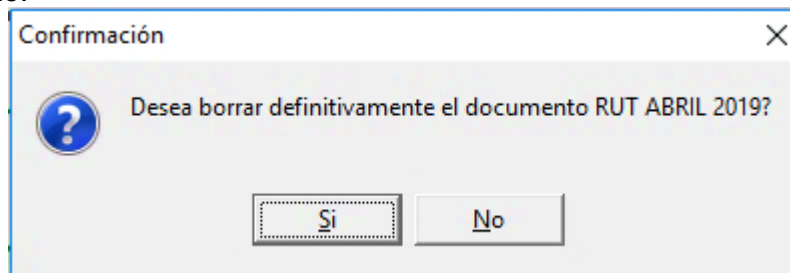 Confirmación
Desea borrar definitivamente el documento RUT ABRIL 2019?
Si
No